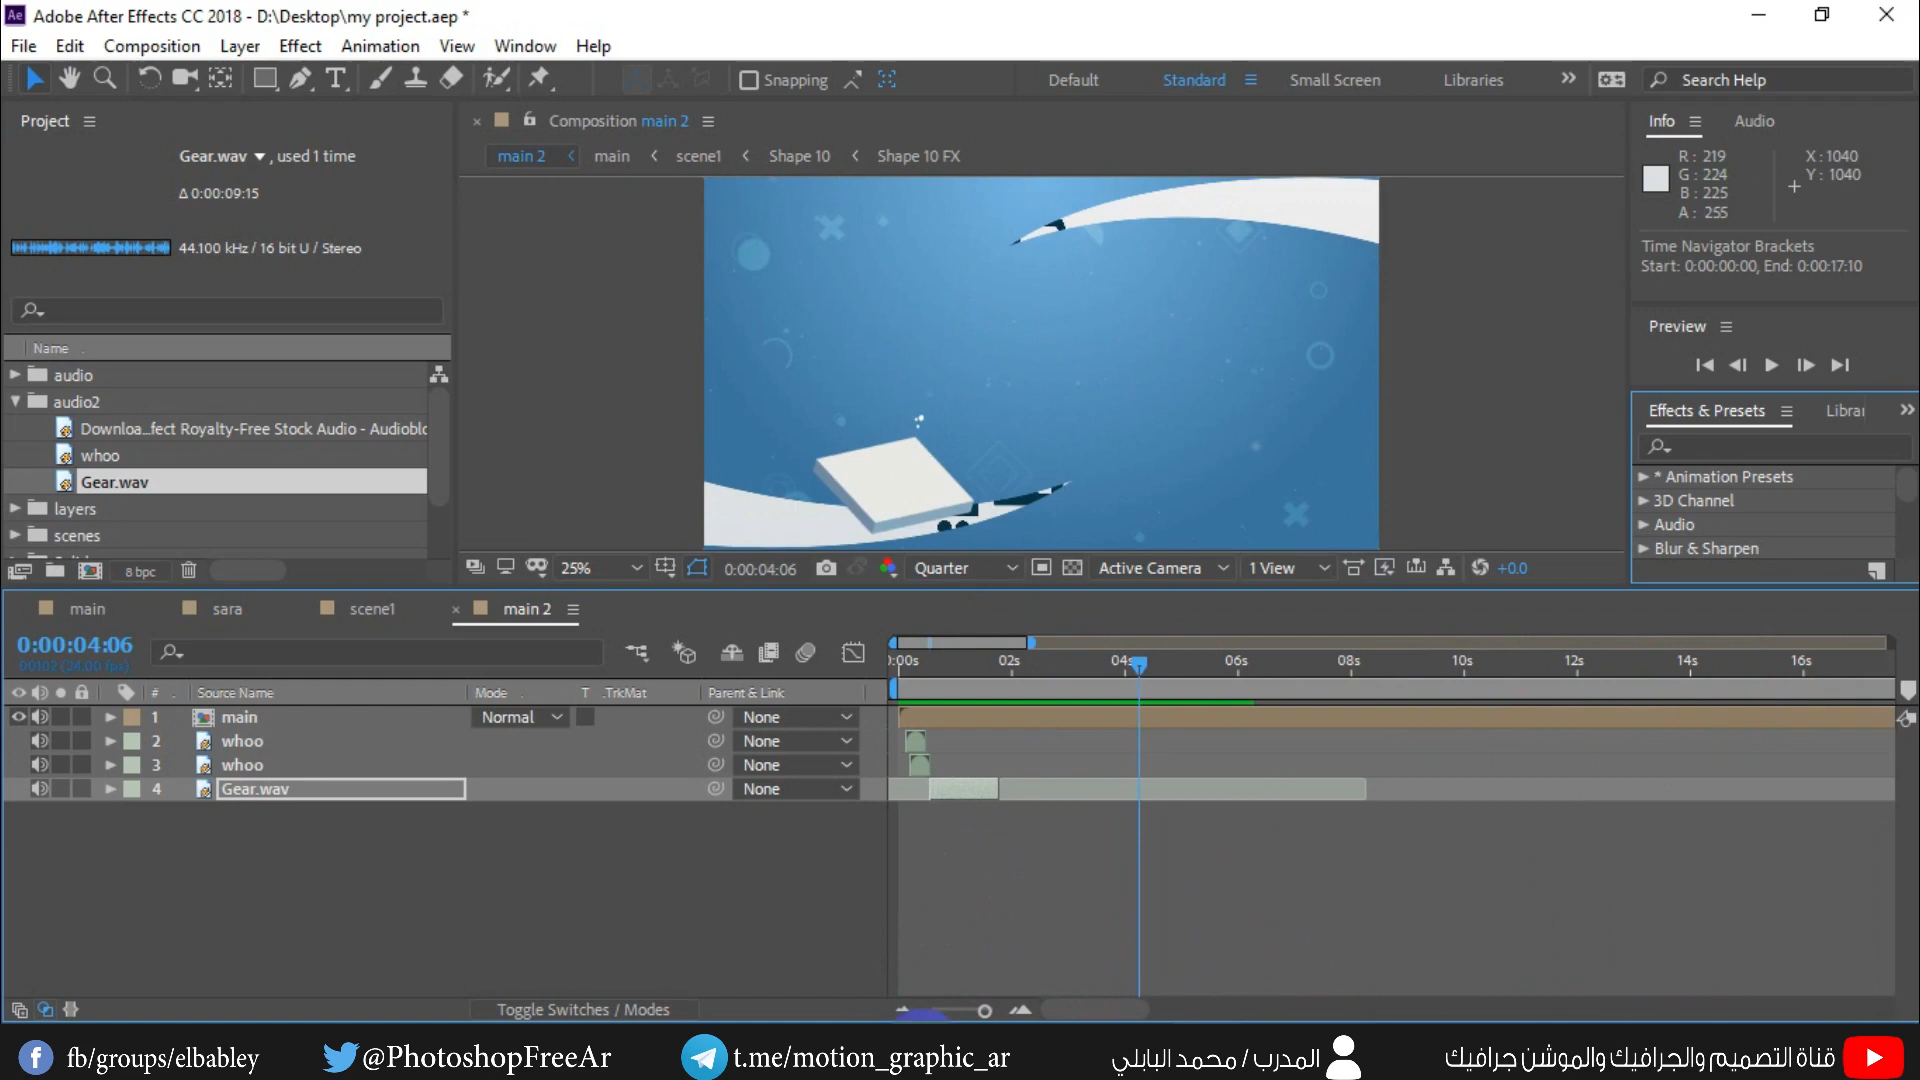 Adobe After Effects CC 2018 - D:\Desktop\my project.aep *
File Edit Composition Layer Effect Animation View Window Help
Snapping Default Standard Small Screen Libraries Search Help
Project
Gear.wav , used 1 time
Δ 0:00:09:15
44.100 kHz / 16 bit U / Stereo
Name
audio
audio2
Downloa...fect Royalty-Free Stock Audio - Audioblo
whoo
Gear.wav
layers
scenes
8 bpc
Composition main 2
main 2 main scene1 Shape 10 Shape 10 FX
25% 0:00:04:06 Quarter Active Camera 1 View +0.0
Info Audio
R : 219
G : 224
B : 225
A : 255
X : 1040
Y : 1040
Time Navigator Brackets
Start: 0:00:00:00, End: 0:00:17:10
Preview
Effects & Presets Librar
* Animation Presets
3D Channel
Audio
Blur & Sharpen
main sara scene1 main 2
0:00:04:06
00102 (24.00 fps)
:00s 02s 04s 06s 08s 10s 12s 14s 16s
# Source Name Mode T .TrkMat Parent & Link
1 main Normal None
2 whoo None
3 whoo None
4 Gear.wav None
Toggle Switches / Modes
fb/groups/elbabley @PhotoshopFreeAr t.me/motion_graphic_ar المدرب / محمد البابلي قناة التصميم والجرافيك والموشن جرافيك